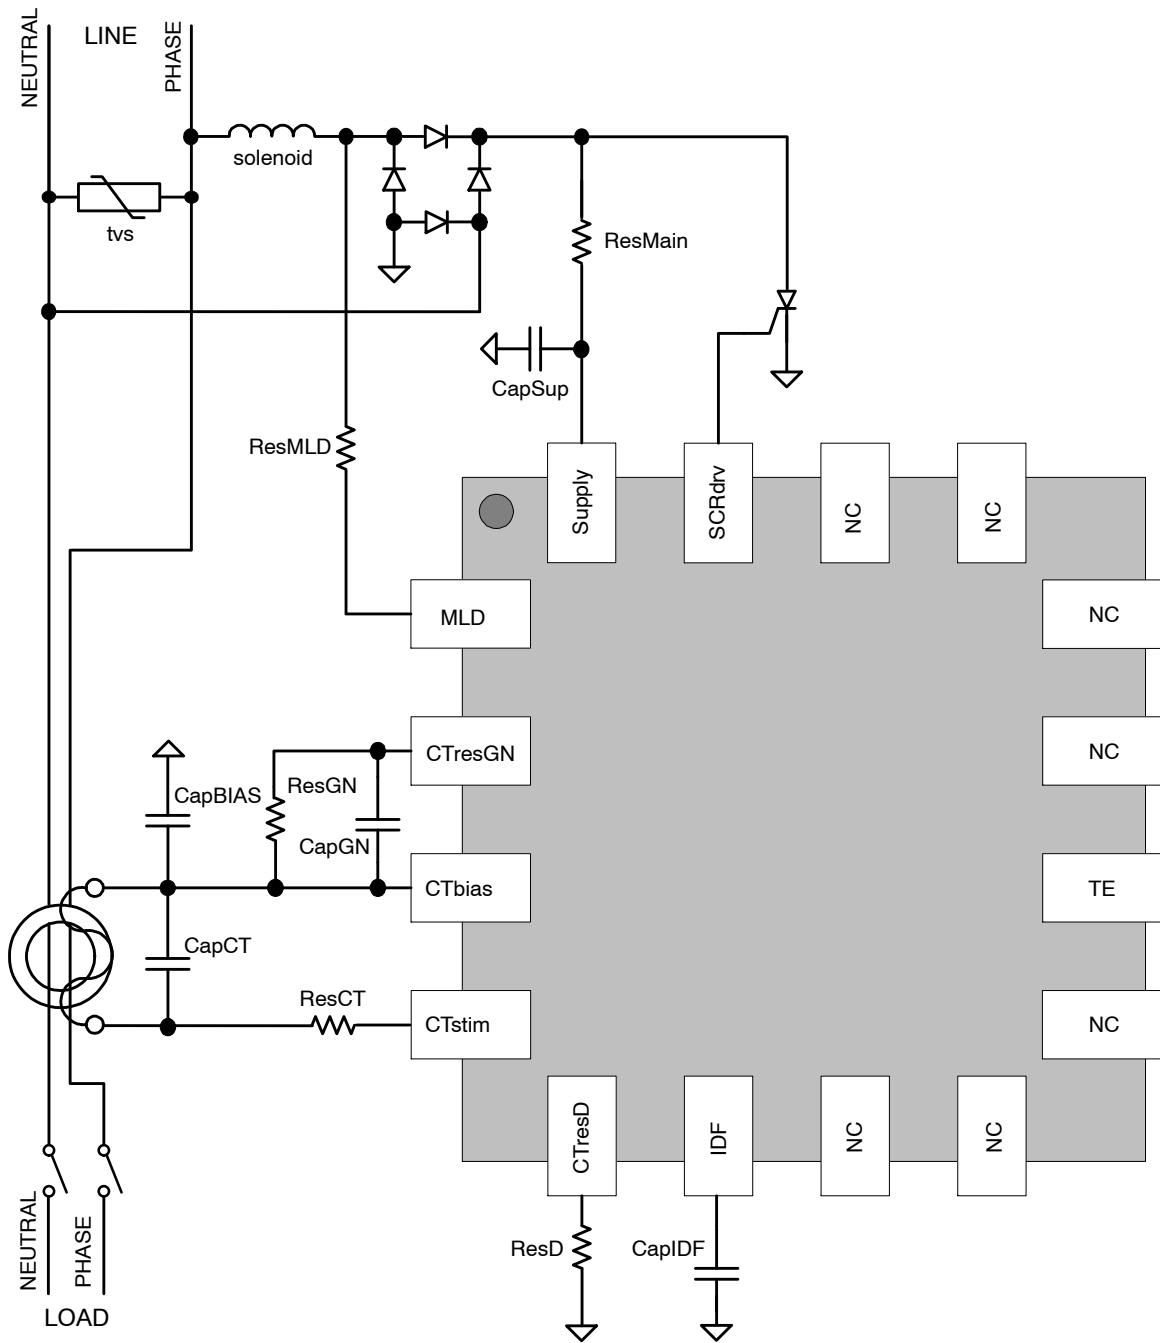 NEUTRAL
LINE
PHASE
solenoid
tvs
ResMain
CapSup
ResMLD
Supply
SCRdrv
NC
NC
MLD
NC
CTresGN
NC
ResGN
CapBIAS
CapGN
CTbias
TE
CapCT
ResCT
CTstim
NC
CTresD
IDF
NC
NC
NEUTRAL
PHASE
ResD
CapIDF
LOAD